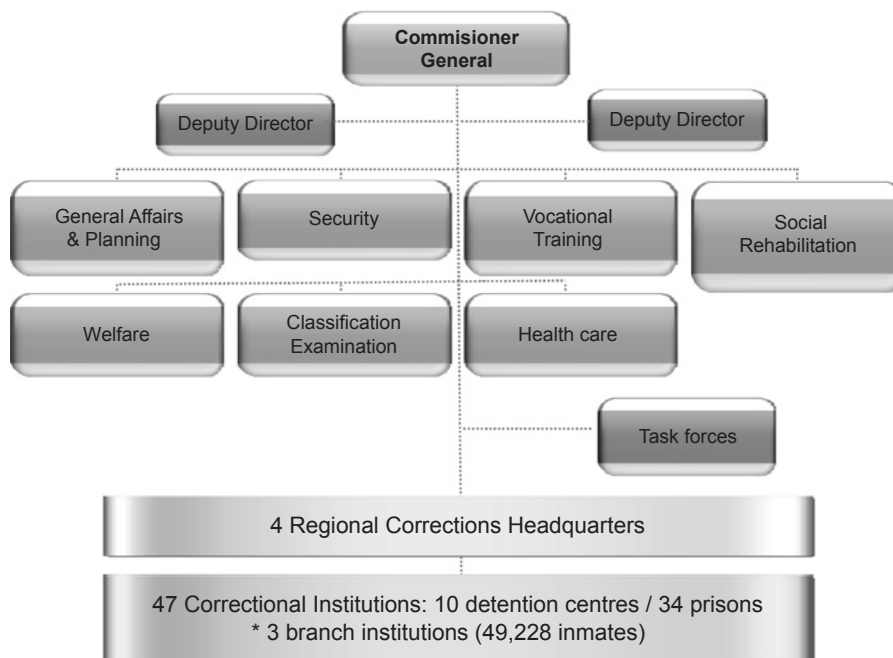 Commisioner
General
Deputy Director
Deputy Director
General Affairs
& Planning
Security
Vocational
Training
Social
Rehabilitation
Welfare
Classification
Examination
Health care
Task forces
4 Regional Corrections Headquarters
47 Correctional Institutions: 10 detention centres / 34 prisons
* 3 branch institutions (49,228 inmates)